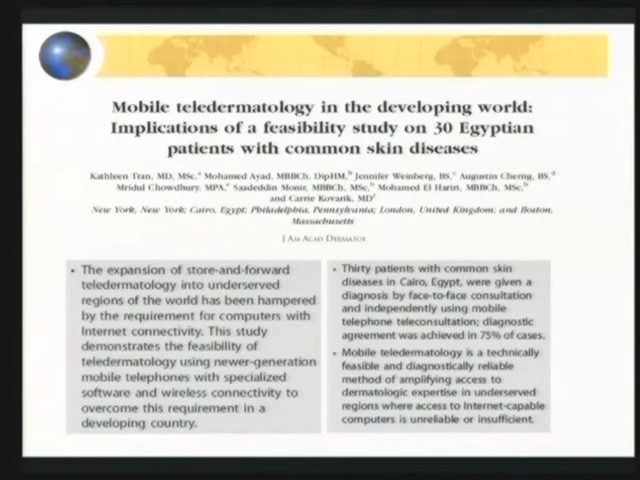 Mobile teledermatology in the developing world:
Implications of a feasibility study on 30 Egyptian
patients with common skin diseases
Kathleen Tran, MD, MSc,a Mohamed Ayad, MBBCh, DipHM,b Jennifer Weinberg, BS,c Augustin Cherng, BS,d
Mridul Chowdhury, MPA,e Saadeddin Monir, MBBCh, MSc,b Mohamed El Hariri, MBBCh, MSc,b
and Carrie Kovarik, MDf
New York, New York; Cairo, Egypt; Philadelphia, Pennsylvania; London, United Kingdom; and Boston,
Massachusetts
J AM ACAD DERMATOL
• The expansion of store-and-forward
teledermatology into underserved
regions of the world has been hampered
by the requirement for computers with
Internet connectivity. This study
demonstrates the feasibility of
teledermatology using newer-generation
mobile telephones with specialized
software and wireless connectivity to
overcome this requirement in a
developing country.
• Thirty patients with common skin
diseases in Cairo, Egypt, were given a
diagnosis by face-to-face consultation
and independently using mobile
telephone teleconsultation; diagnostic
agreement was achieved in 75% of cases.
• Mobile teledermatology is a technically
feasible and diagnostically reliable
method of amplifying access to
dermatologic expertise in underserved
regions where access to Internet-capable
computers is unreliable or insufficient.